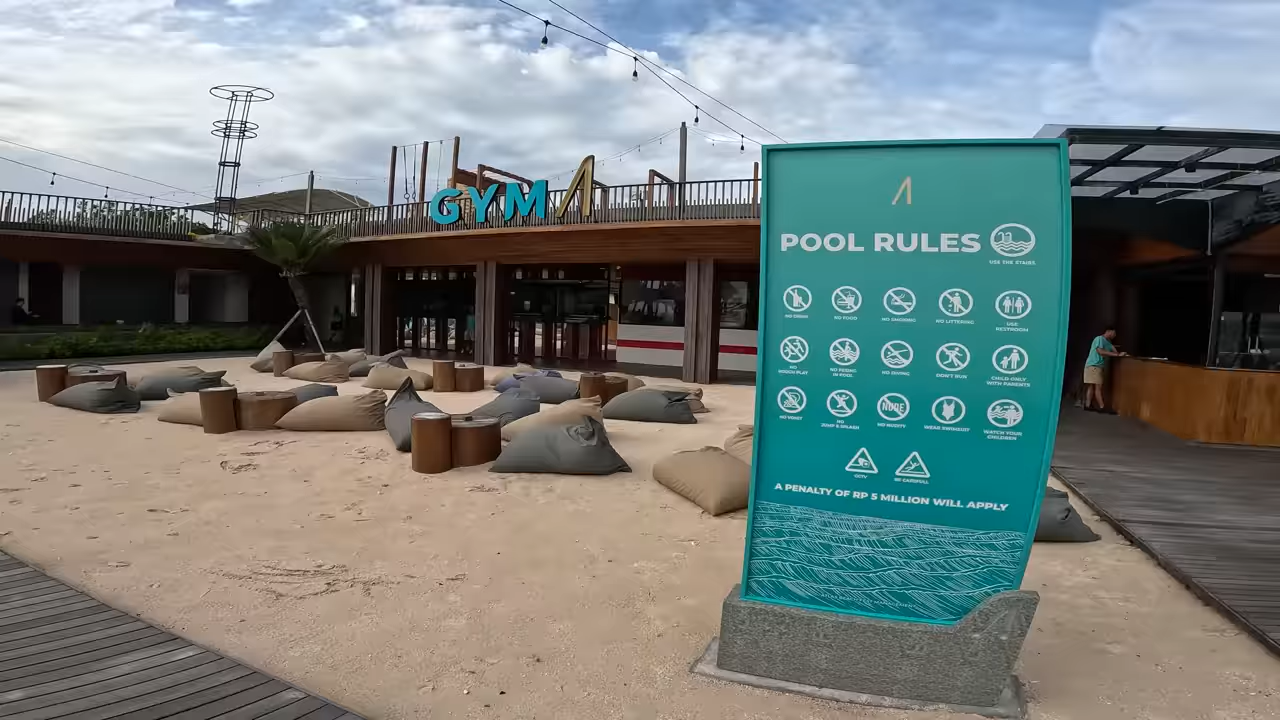 GYM
POOL RULES
USE THE STAIRS
NO FOOD
NO SMOKING
NO LITTERING
USE
RESTROOM
NO
ROUGH PLAY
NO PEEING
IN POOL
NO DIVING
DON'T RUN
CHILD ONLY
WITH PARENTS
NO VOMIT
NO
JUMP & SPLASH
NUDE
NO NUDITY
WEAR SWIMSUIT
WATCH YOUR
CHILDREN
CCTV
BE CAREFULL
A PENALTY OF RP 5 MILLION WILL APPLY